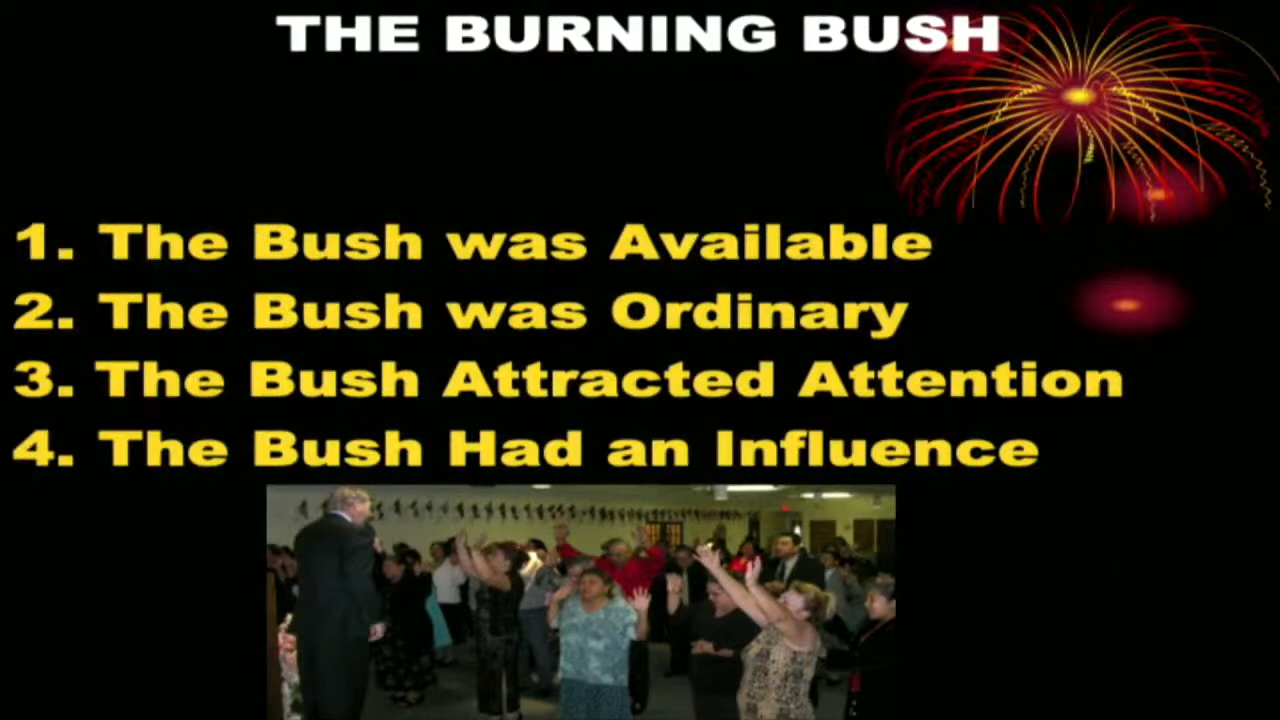 THE BURNING BUSH
1. The Bush was Available
2. The Bush was Ordinary
3. The Bush Attracted Attention
4. The Bush Had an Influence